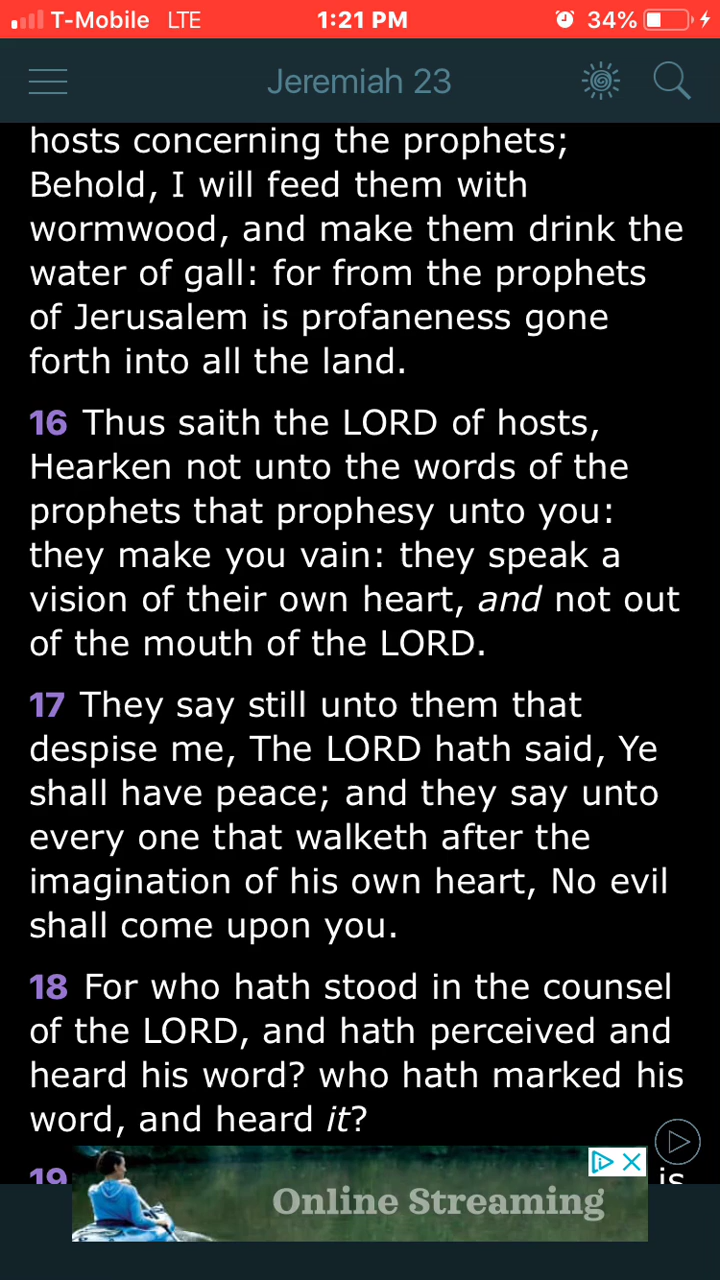 T-Mobile LTE 1:21 PM 34%
Jeremiah 23
hosts concerning the prophets;
Behold, I will feed them with
wormwood, and make them drink the
water of gall: for from the prophets
of Jerusalem is profaneness gone
forth into all the land.
16 Thus saith the LORD of hosts,
Hearken not unto the words of the
prophets that prophesy unto you:
they make you vain: they speak a
vision of their own heart, and not out
of the mouth of the LORD.
17 They say still unto them that
despise me, The LORD hath said, Ye
shall have peace; and they say unto
every one that walketh after the
imagination of his own heart, No evil
shall come upon you.
18 For who hath stood in the counsel
of the LORD, and hath perceived and
heard his word? who hath marked his
word, and heard it?
19 is
Online Streaming